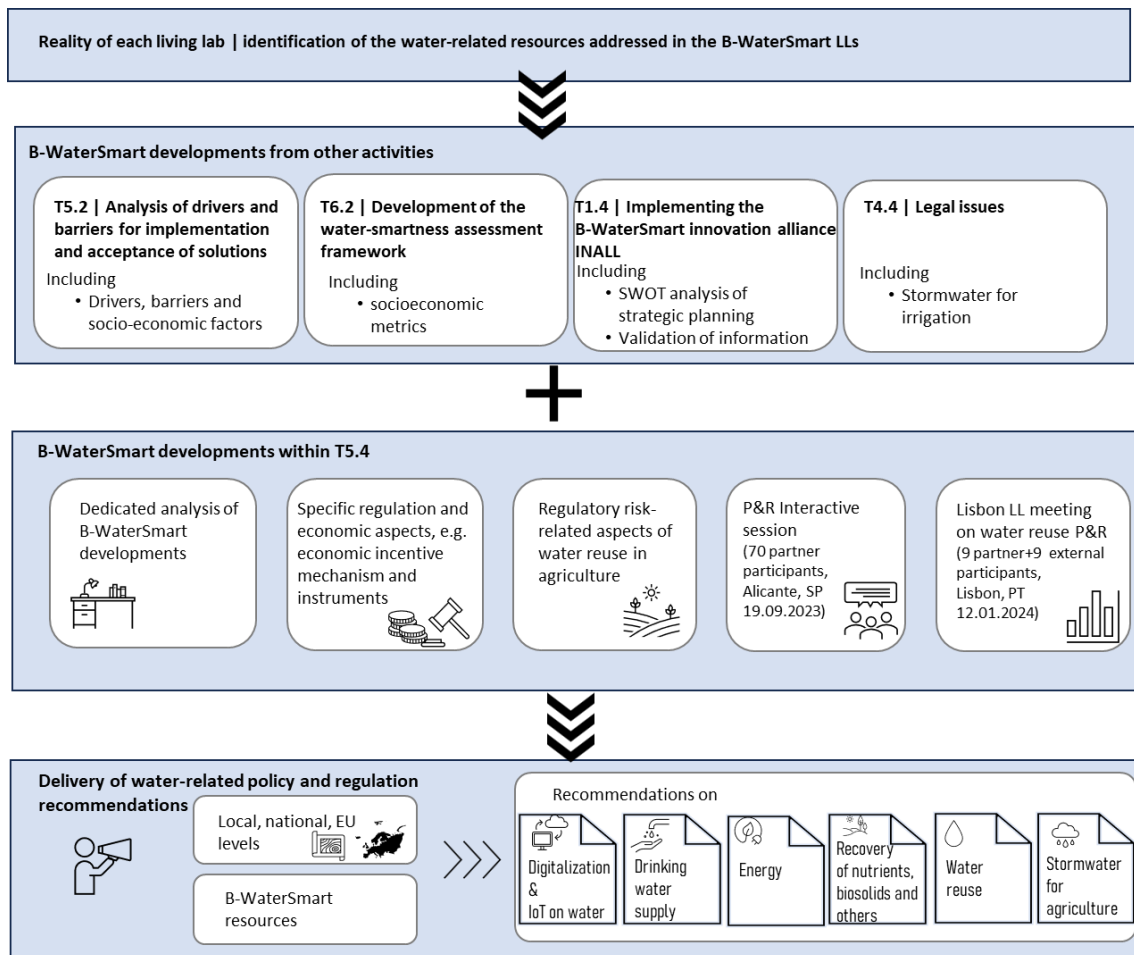 Reality of each living lab | identification of the water-related resources addressed in the B-WaterSmart LLs
B-WaterSmart developments from other activities
T5.2 | Analysis of drivers and
barriers for implementation
and acceptance of solutions
Including
• Drivers, barriers and
socio-economic factors
T6.2 | Development of the
water-smartness assessment
framework
Including
• socioeconomic
metrics
T1.4 | Implementing the
B-WaterSmart innovation alliance
INALL
Including
• SWOT analysis of
strategic planning
• Validation of information
T4.4 | Legal issues
Including
• Stormwater for
irrigation
B-WaterSmart developments within T5.4
Dedicated analysis of
B-WaterSmart
developments
Specific regulation and
economic aspects, e.g.
economic incentive
mechanism and
instruments
Regulatory risk-
related aspects of
water reuse in
agriculture
P&R Interactive
session
(70 partner
participants,
Alicante, SP
19.09.2023)
Lisbon LL meeting
on water reuse P&R
(9 partner+9 external
participants,
Lisbon, PT
12.01.2024)
Delivery of water-related policy and regulation
recommendations
Local, national, EU
levels
B-WaterSmart
resources
Recommendations on
Digitalization
&
IoT on water
Drinking
water
supply
Energy
Recovery
of nutrients,
biosolids and
others
Water
reuse
Stormwater
for
agriculture